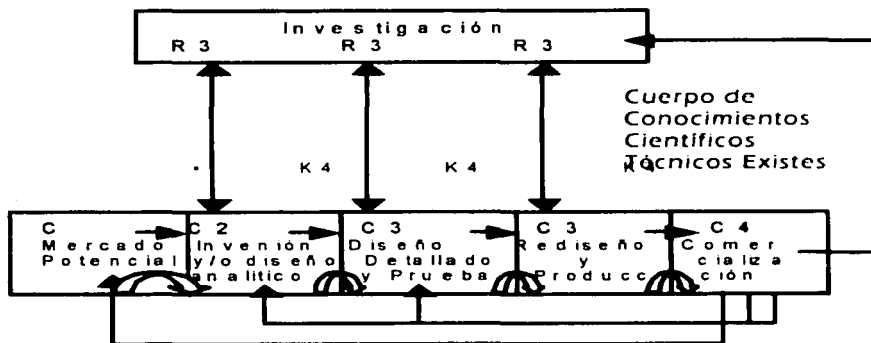 Investigación
R 3 R 3 R 3
Cuerpo de
Conocimientos
Científicos
Técnicos Existes
K 4 K 4 K 4
C C 2 C 3 C 3 C 4
Mercado Invenión Diseño Rediseño Comer
Potencial y/o diseño Detallado y cializa
analítico y Prueba Producc ción